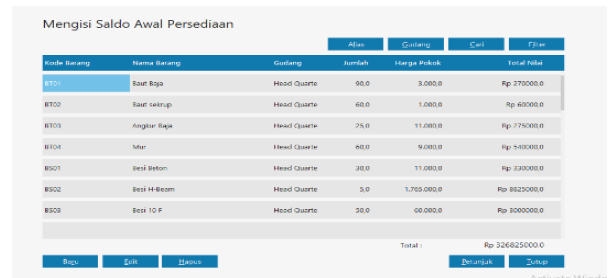 Mengisi Saldo Awal Persediaan
Alias Gudang Cari Filter
Kode Barang Nama Barang Gudang Jumlah Harga Pokok Total Nilai
BT01 Baut Baja Head Quarte 90,0 3.000,0 Rp 270000,0
BT02 Baut sekrup Head Quarte 60,0 1.000,0 Rp 60000,0
BT03 Angkur Baja Head Quarte 25,0 11.000,0 Rp 275000,0
BT04 Mur Head Quarte 60,0 9.000,0 Rp 540000,0
BS01 Besi Beton Head Quarte 30,0 11.000,0 Rp 330000,0
BS02 Besi H-Beam Head Quarte 5,0 1.765.000,0 Rp 8825000,0
BS03 Besi 10 F Head Quarte 50,0 60.000,0 Rp 3000000,0
Total : Rp 326825000,0
Baru Edit Hapus Petunjuk Tutup